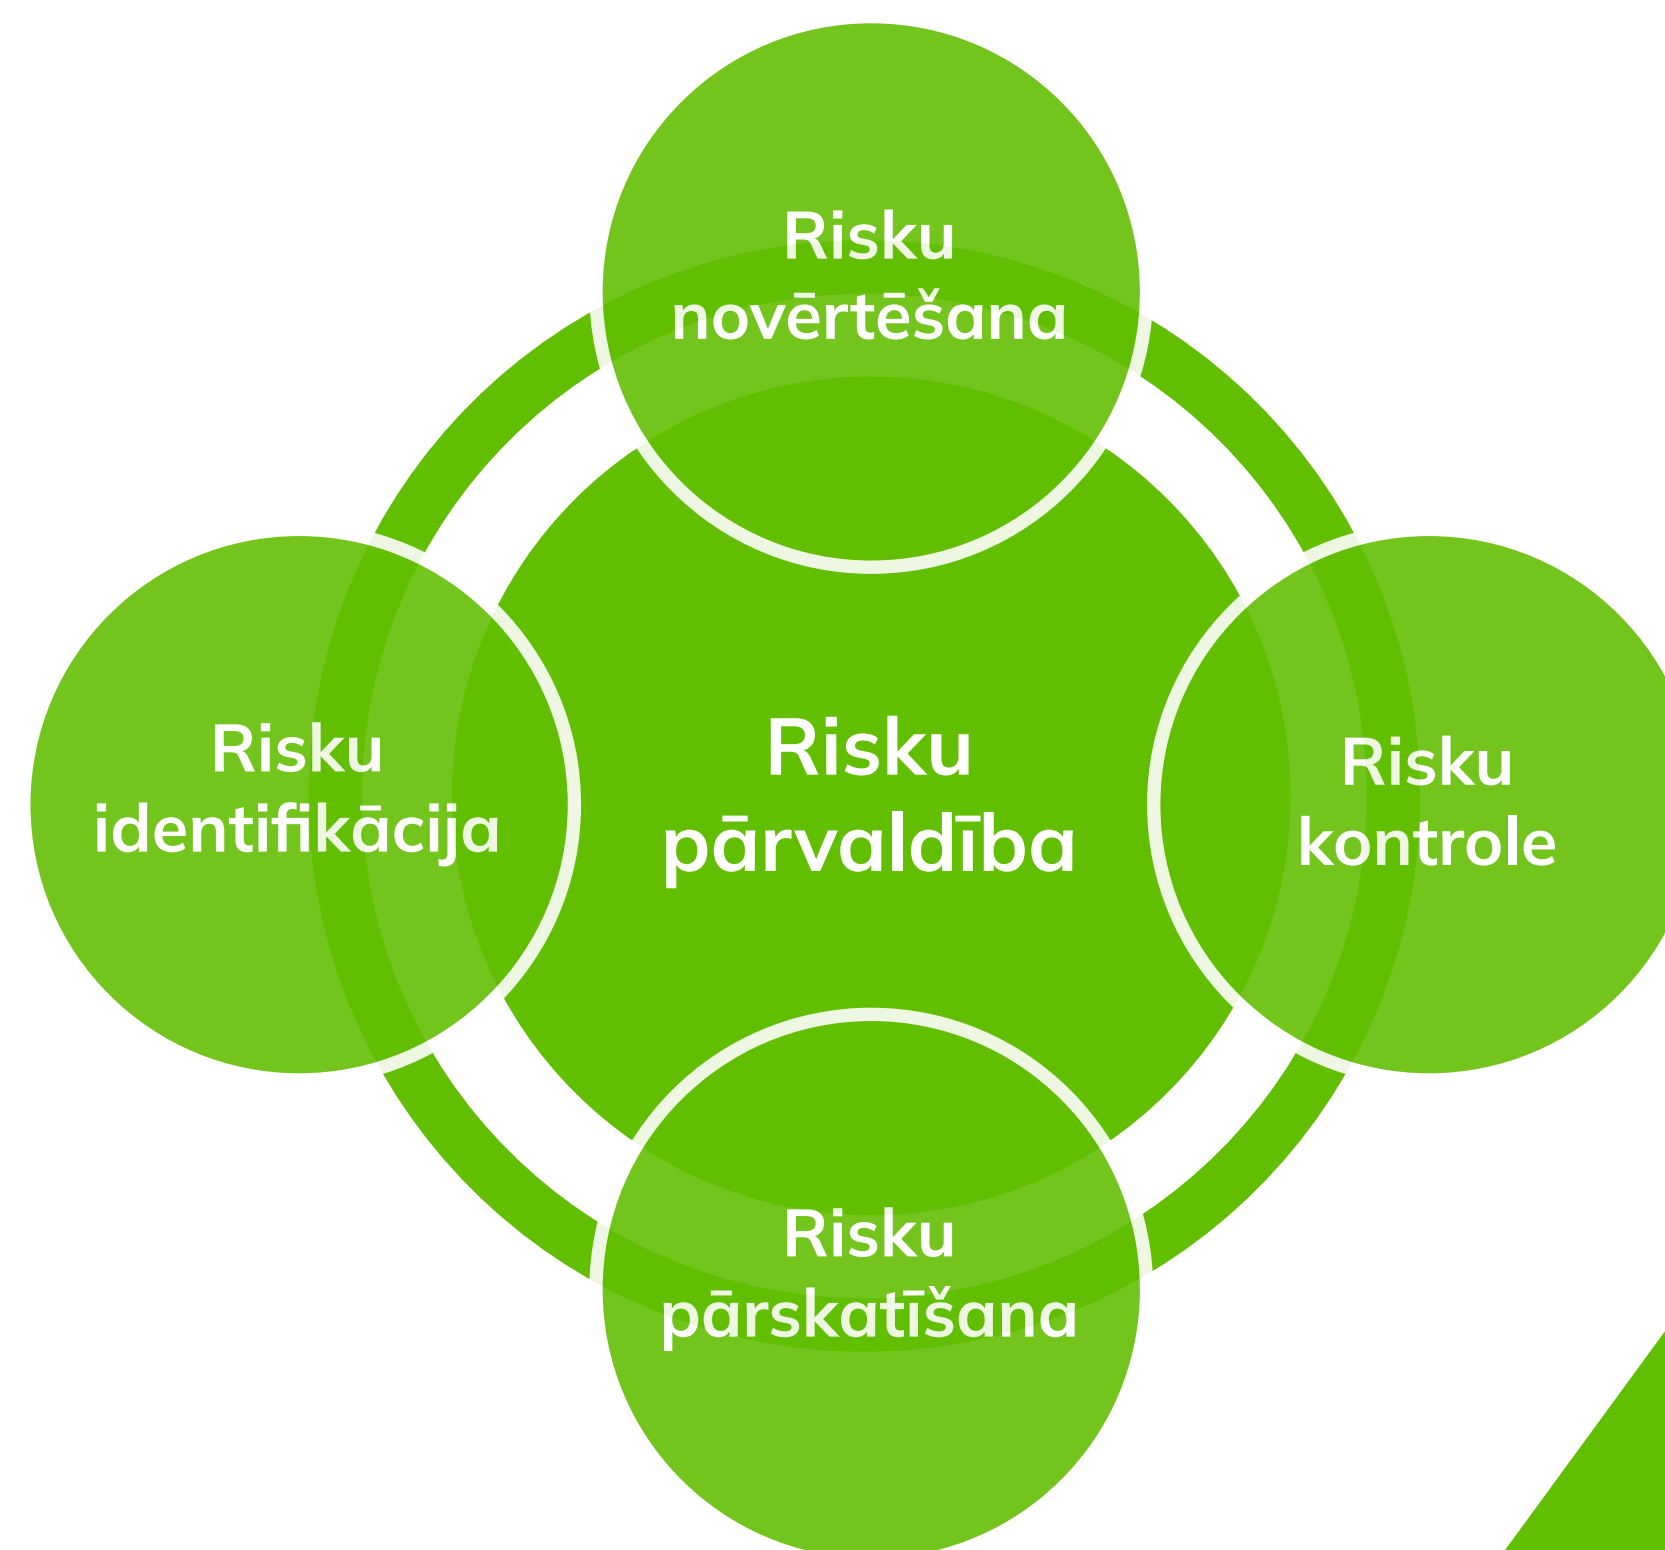 Risku
novērtēšana
Risku
identifikācija
Risku
pārvaldība
Risku
kontrole
Risku
pārskatīšana